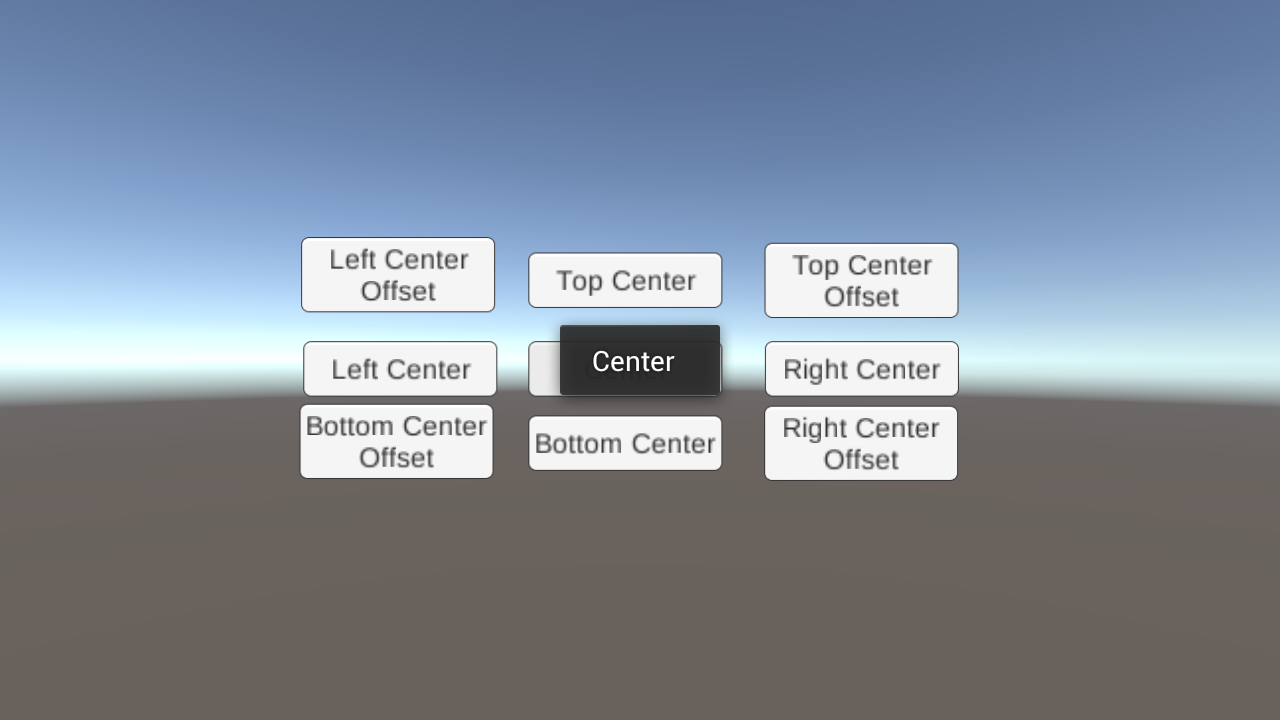 Left Center
Offset
Top Center
Top Center
Offset
Left Center
Center
Right Center
Bottom Center
Offset
Bottom Center
Right Center
Offset